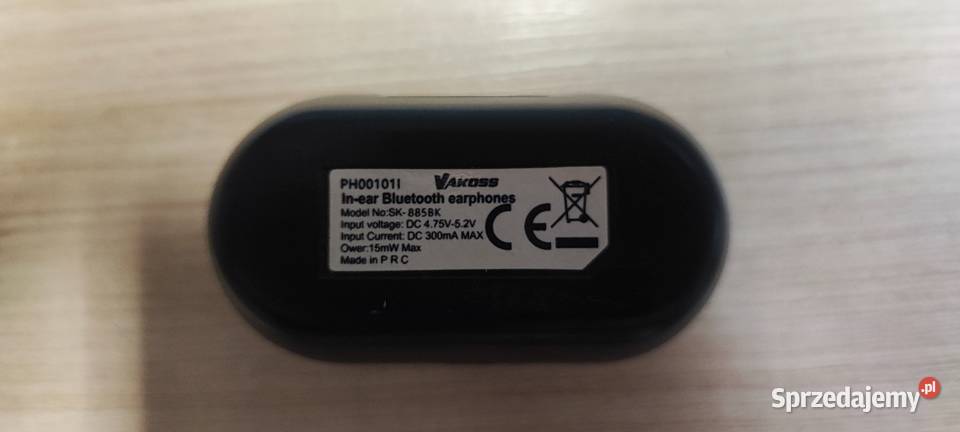 PH00101I VAKOSS
In-ear Bluetooth earphones
Model No:SK-885BK
Input voltage: DC 4.75V-5.2V
Input Current: DC 300mA MAX
Ower:15mW Max
Made in P R C
CE
Sprzedajemy.pl